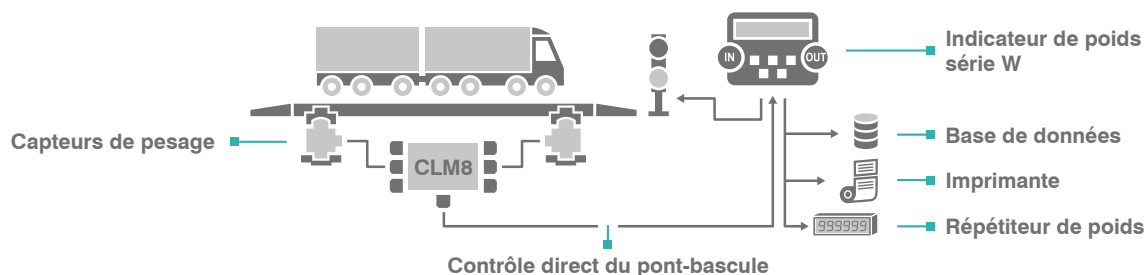 IN
OUT
Indicateur de poids
série W
Capteurs de pesage
CLM8
Base de données
Imprimante
999999
Répétiteur de poids
Contrôle direct du pont-bascule